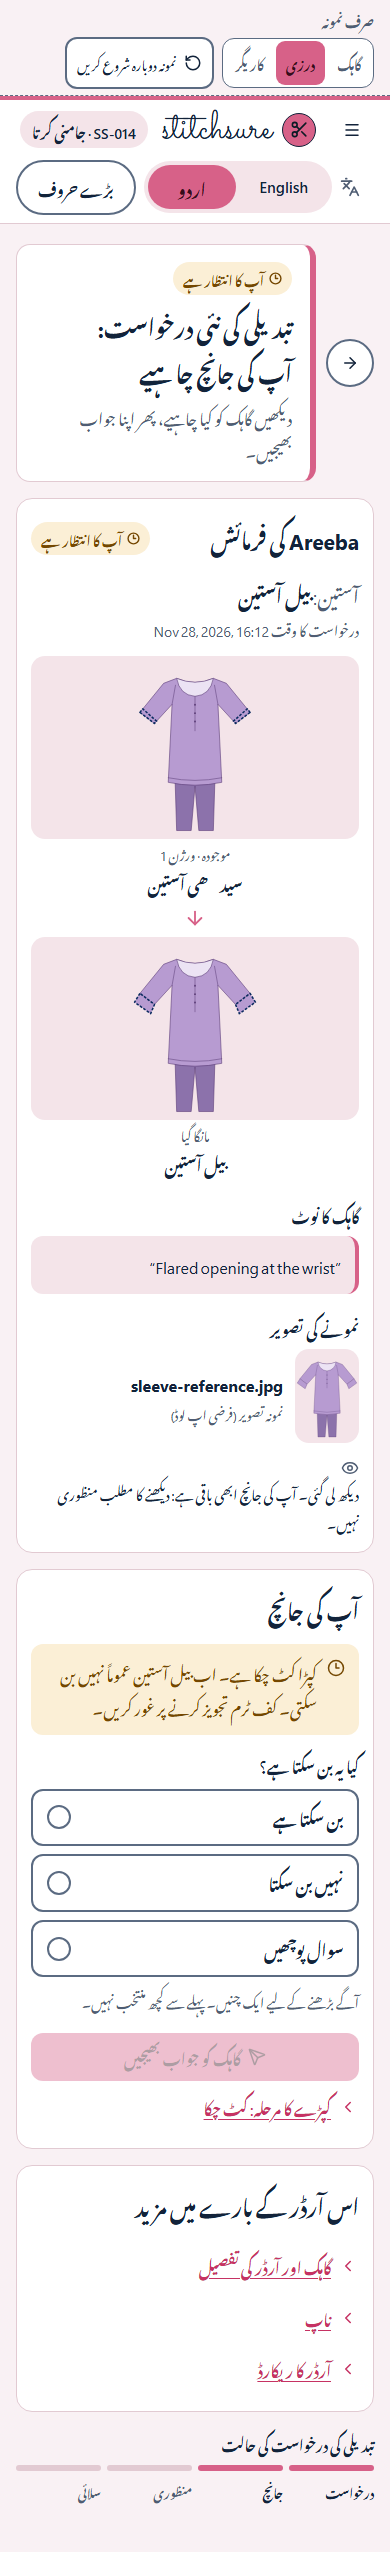 صرف نمونہ
گاہک
درزی
کاریگر
نمونہ دوبارہ شروع کریں
stitchsure
SS-014 · جامنی کرتا
English
اردو
بڑے حروف
آپ کا انتظار ہے
تبدیلی کی نئی درخواست:
آپ کی جانچ چاہیے
دیکھیں گاہک کو کیا چاہیے، پھر اپنا جواب
بھیجیں۔
Areeba کی فرمائش
آپ کا انتظار ہے
آستین: بیل آستین
درخواست کا وقت Nov 28, 2026, 16:12
موجودہ · ورژن 1
سیدھی آستین
مانگا گیا
بیل آستین
گاہک کا نوٹ
“Flared opening at the wrist”
نمونے کی تصویر
sleeve-reference.jpg
نمونہ تصویر (فرضی اپ لوڈ)
دیکھ لی گئی۔ آپ کی جانچ ابھی باقی ہے: دیکھنے کا مطلب منظوری
نہیں۔
آپ کی جانچ
کپڑا کٹ چکا ہے۔ اب بیل آستین عموماً نہیں بن
سکتی۔ کف ٹرم تجویز کرنے پر غور کریں۔
کیا یہ بن سکتا ہے؟
بن سکتا ہے
نہیں بن سکتا
سوال پوچھیں
آگے بڑھنے کے لیے ایک چنیں۔ پہلے سے کچھ منتخب نہیں۔
گاہک کو جواب بھیجیں
کپڑے کا مرحلہ: کٹ چکا
اس آرڈر کے بارے میں مزید
گاہک اور آرڈر کی تفصیل
ناپ
آرڈر کا ریکارڈ
تبدیلی کی درخواست کی حالت
درخواست
جانچ
منظوری
سلائی